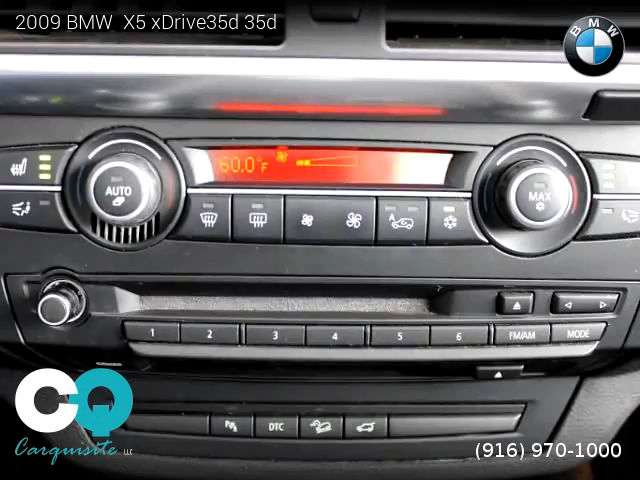 2009 BMW X5 xDrive35d 35d
BMW
60.0°F
AUTO
MAX
A
1 2 3 4 5 6 FM/AM MODE
DTC
CQ
Carquisite LLC
(916) 970-1000